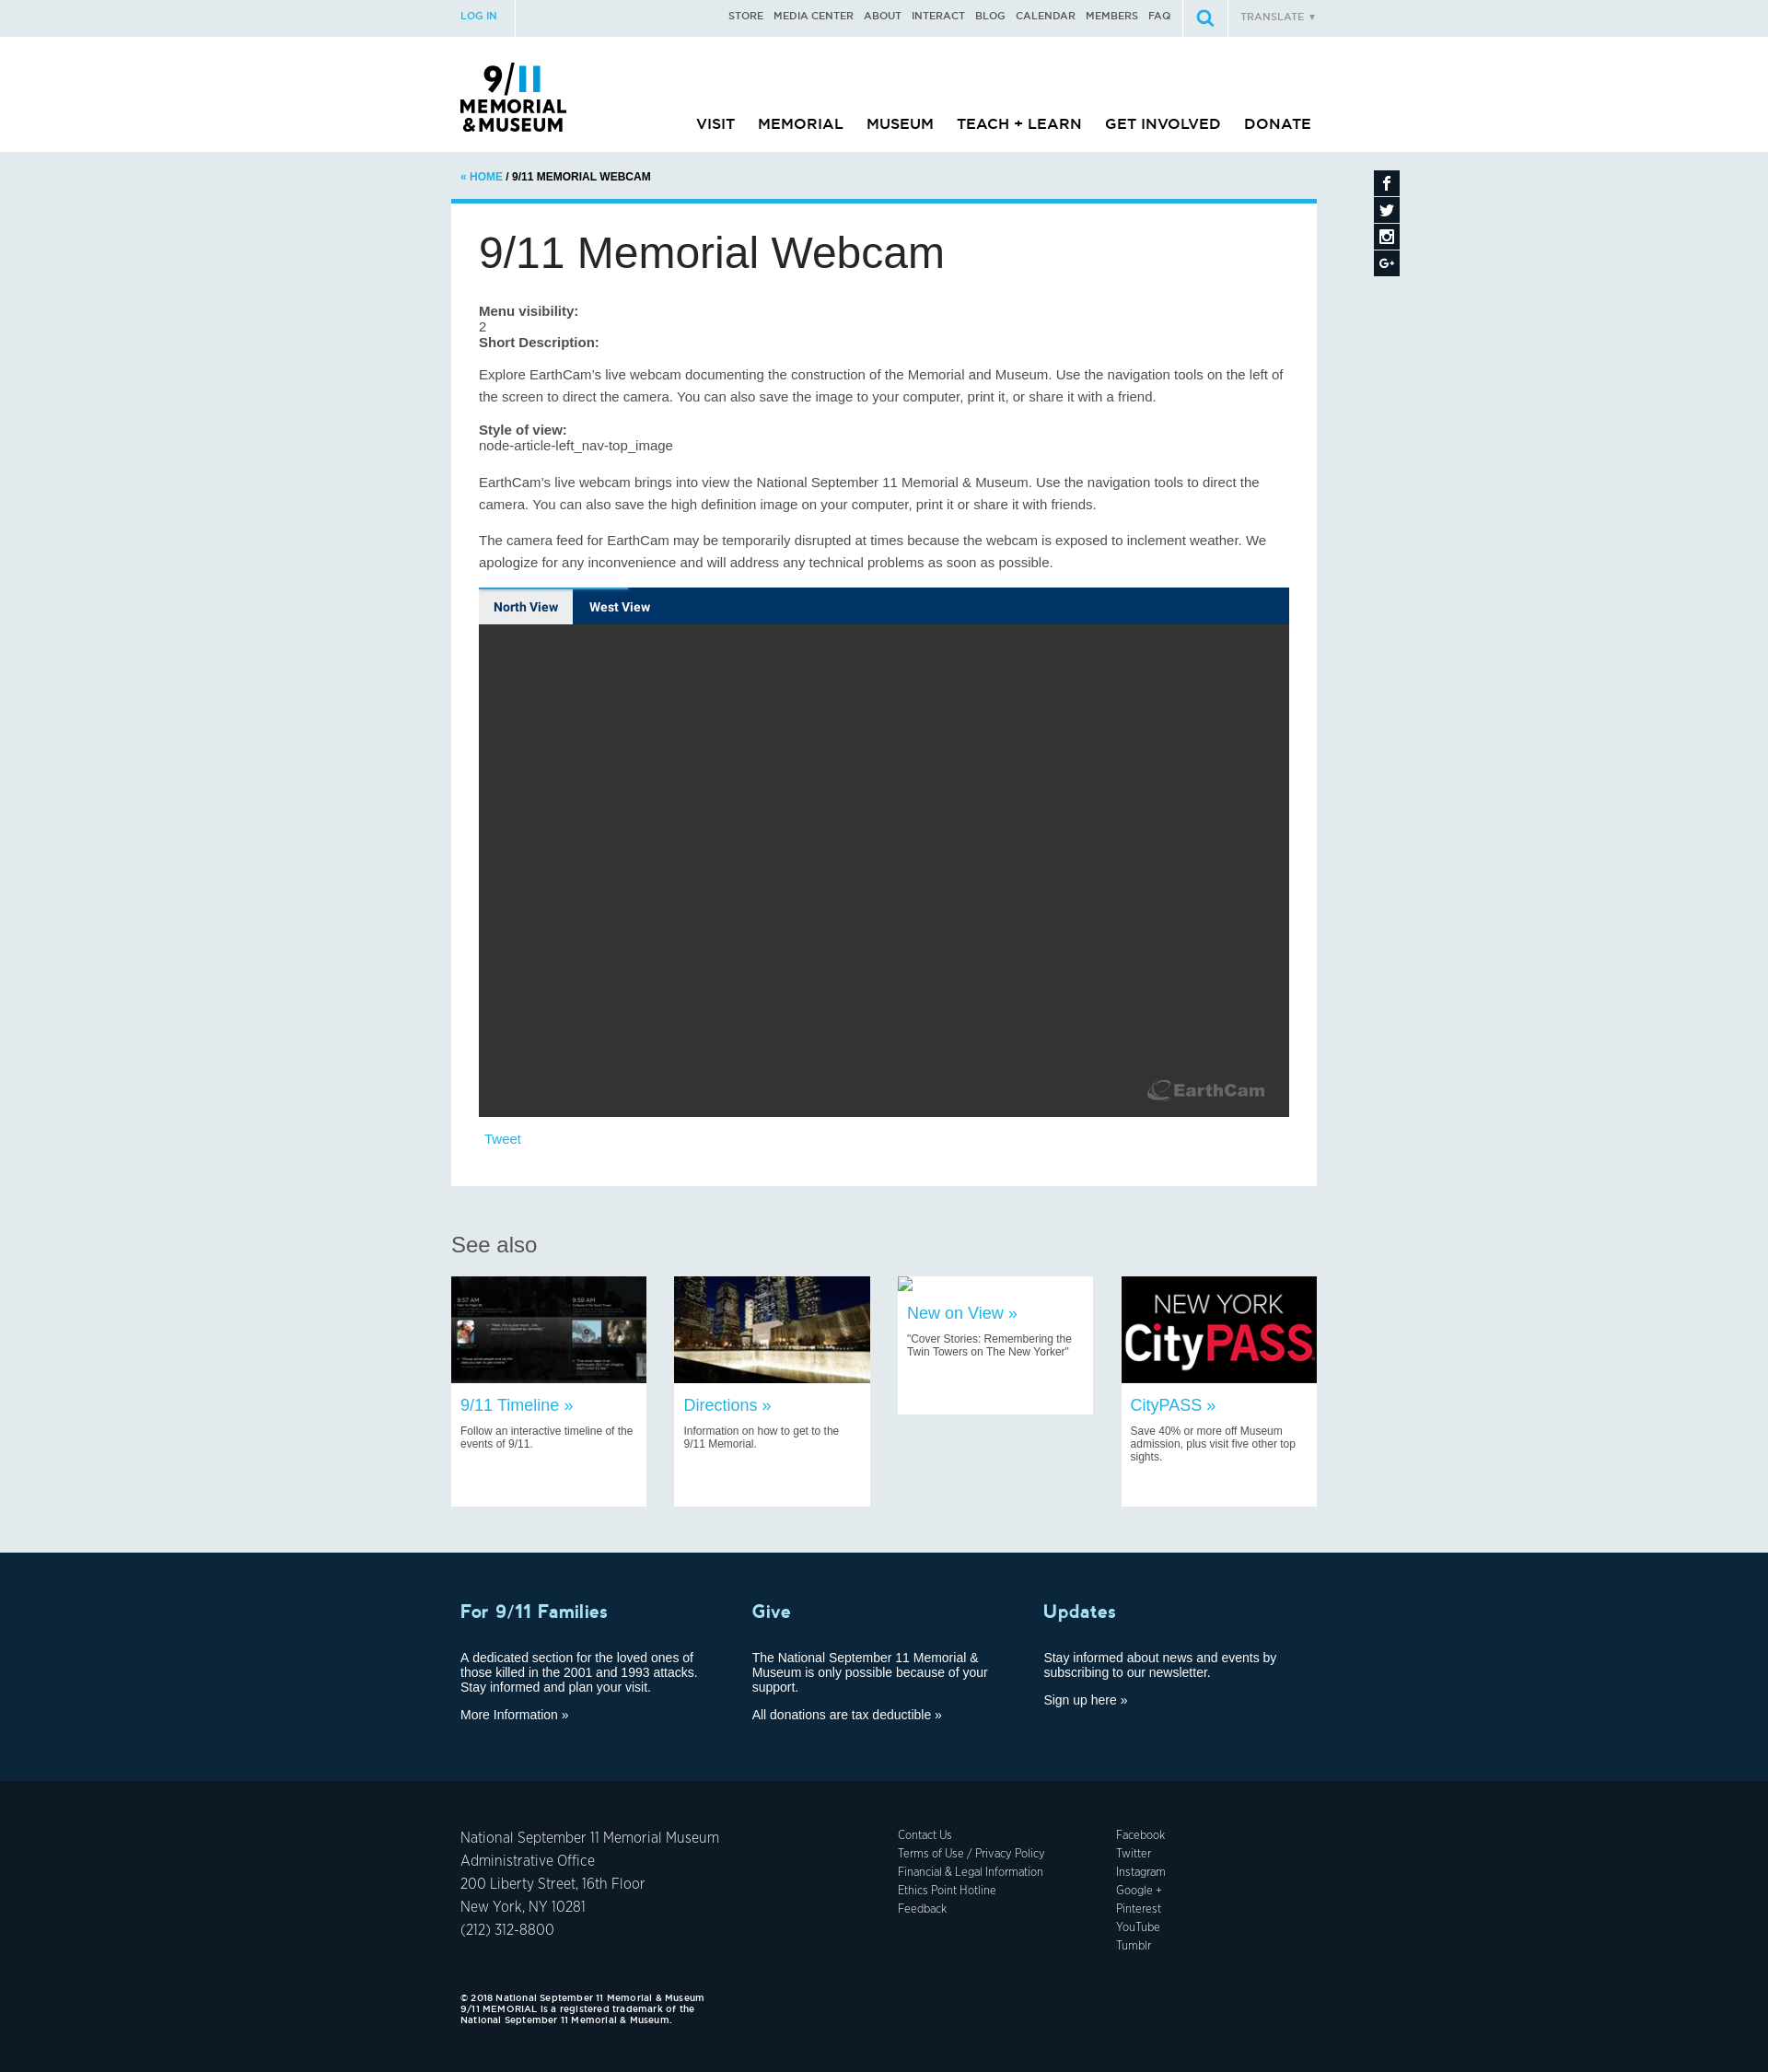 LOG IN
STORE MEDIA CENTER ABOUT INTERACT BLOG CALENDAR MEMBERS FAQ
TRANSLATE ▼
9/11
MEMORIAL
& MUSEUM
VISIT MEMORIAL MUSEUM TEACH + LEARN GET INVOLVED DONATE
« HOME / 9/11 MEMORIAL WEBCAM
9/11 Memorial Webcam
Menu visibility:
2
Short Description:
Explore EarthCam’s live webcam documenting the construction of the Memorial and Museum. Use the navigation tools on the left of
the screen to direct the camera. You can also save the image to your computer, print it, or share it with a friend.
Style of view:
node-article-left_nav-top_image
EarthCam’s live webcam brings into view the National September 11 Memorial & Museum. Use the navigation tools to direct the
camera. You can also save the high definition image on your computer, print it or share it with friends.
The camera feed for EarthCam may be temporarily disrupted at times because the webcam is exposed to inclement weather. We
apologize for any inconvenience and will address any technical problems as soon as possible.
North View West View
EarthCam
Tweet
See also
9:57 AM
9:59 AM
9/11 Timeline »
Follow an interactive timeline of the
events of 9/11.
Directions »
Information on how to get to the
9/11 Memorial.
New on View »
"Cover Stories: Remembering the
Twin Towers on The New Yorker"
NEW YORK
CityPASS
CityPASS »
Save 40% or more off Museum
admission, plus visit five other top
sights.
For 9/11 Families
A dedicated section for the loved ones of
those killed in the 2001 and 1993 attacks.
Stay informed and plan your visit.
More Information »
Give
The National September 11 Memorial &
Museum is only possible because of your
support.
All donations are tax deductible »
Updates
Stay informed about news and events by
subscribing to our newsletter.
Sign up here »
National September 11 Memorial Museum
Administrative Office
200 Liberty Street, 16th Floor
New York, NY 10281
(212) 312-8800
Contact Us
Terms of Use / Privacy Policy
Financial & Legal Information
Ethics Point Hotline
Feedback
Facebook
Twitter
Instagram
Google +
Pinterest
YouTube
Tumblr
© 2018 National September 11 Memorial & Museum
9/11 MEMORIAL is a registered trademark of the
National September 11 Memorial & Museum.